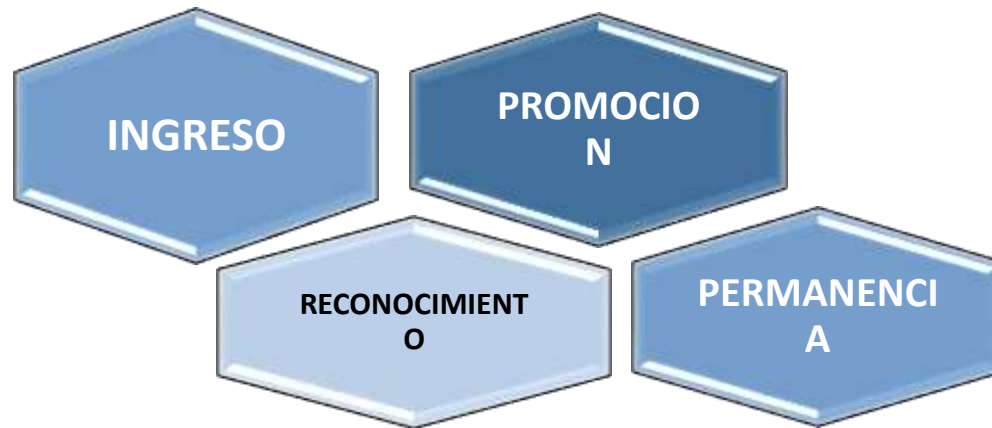 INGRESO
PROMOCIO
N
RECONOCIMIENT
O
PERMANENCI
A